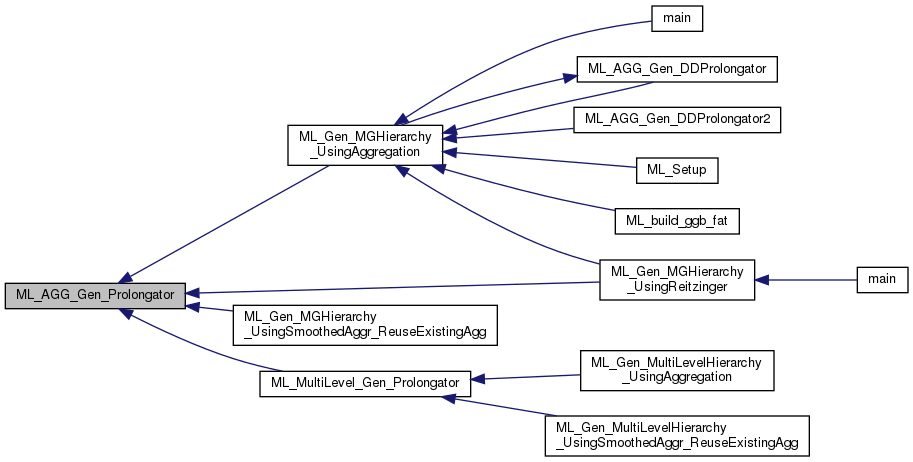 main
ML_AGG_Gen_DDProlongator
ML_AGG_Gen_DDProlongator2
ML_Gen_MGHierarchy
_UsingAggregation
ML_Setup
ML_build_ggb_fat
ML_Gen_MGHierarchy
_UsingReitzinger
main
ML_AGG_Gen_Prolongator
ML_Gen_MGHierarchy
_UsingSmoothedAggr_ReuseExistingAgg
ML_MultiLevel_Gen_Prolongator
ML_Gen_MultiLevelHierarchy
_UsingAggregation
ML_Gen_MultiLevelHierarchy
_UsingSmoothedAggr_ReuseExistingAgg